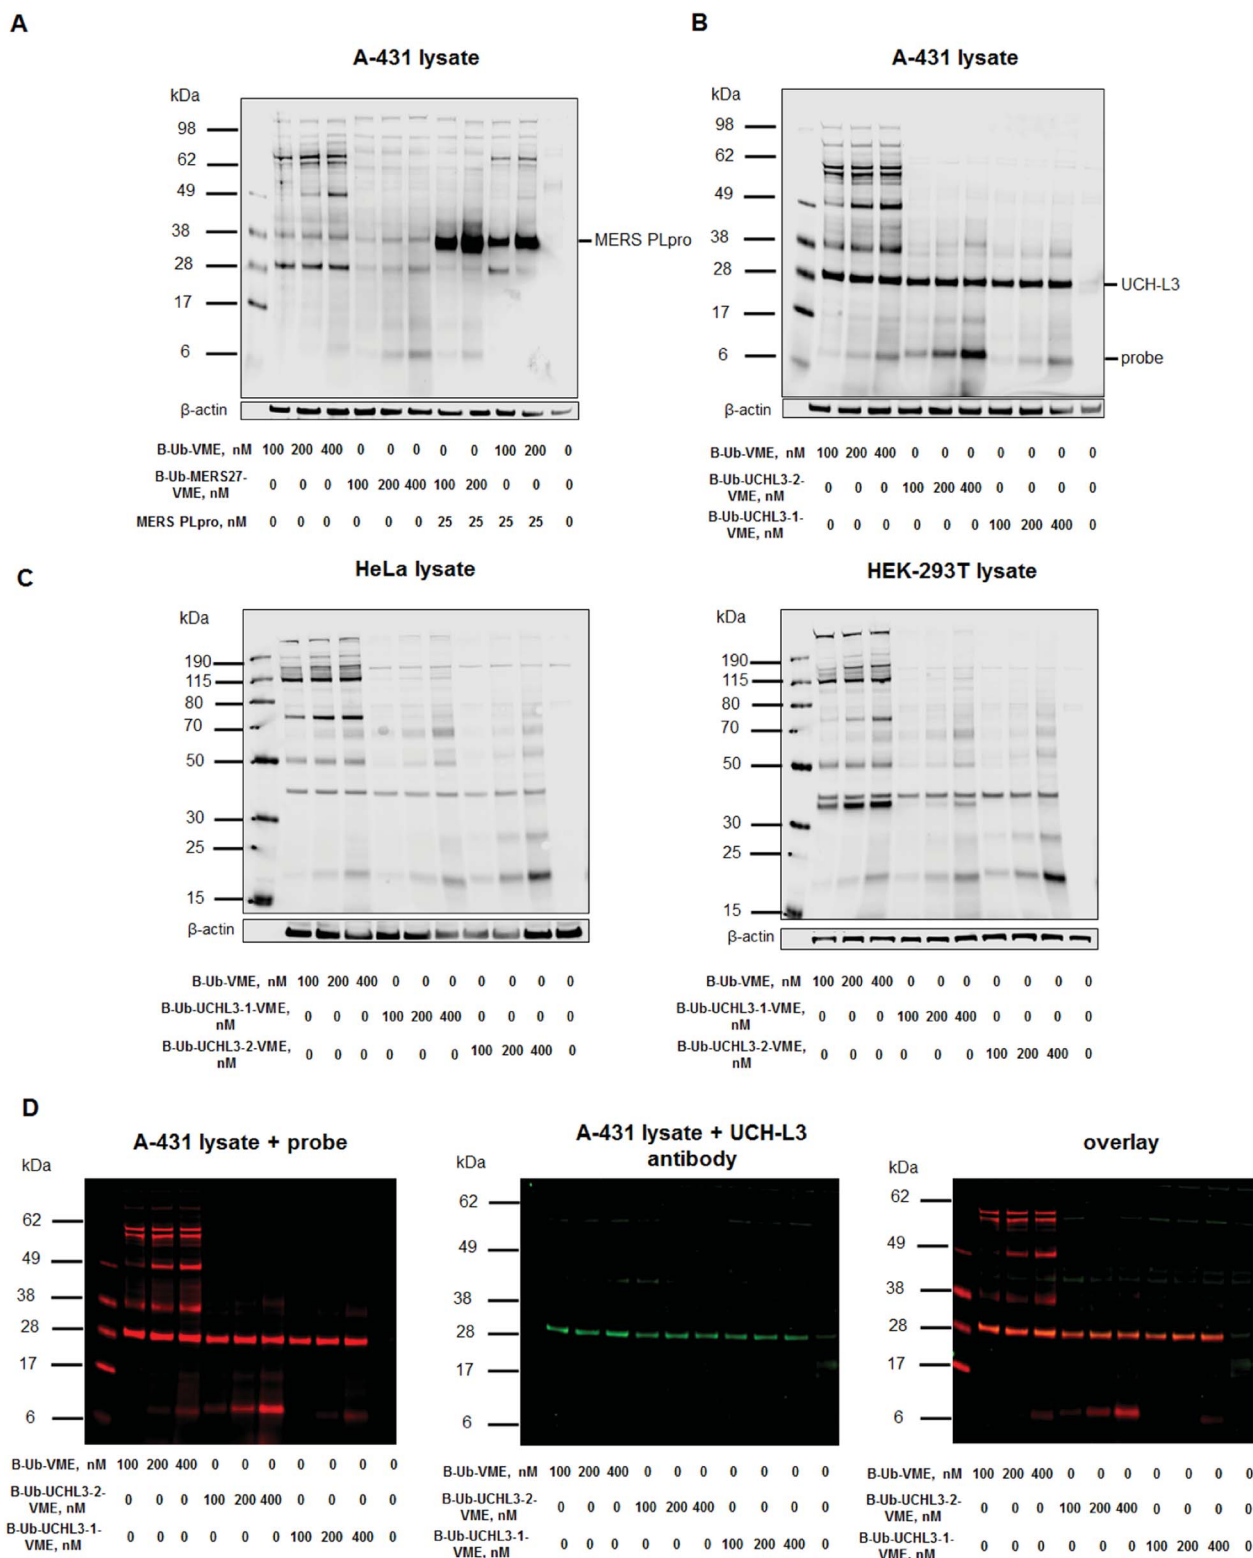 A
A-431 lysate
kDa
98
62
49
38
28
17
6
MERS PLpro
β-actin
B-Ub-VME, nM 100 200 400 0 0 0 0 0 100 200 0
B-Ub-MERS27-
VME, nM 0 0 0 100 200 400 100 200 0 0 0
MERS PLpro, nM 0 0 0 0 0 0 25 25 25 25 0
B
A-431 lysate
kDa
98
62
49
38
28
17
6
UCH-L3
probe
β-actin
B-Ub-VME, nM 100 200 400 0 0 0 0 0 0 0
B-Ub-UCHL3-2-
VME, nM 0 0 0 100 200 400 0 0 0 0
B-Ub-UCHL3-1-
VME, nM 0 0 0 0 0 0 100 200 400 0
C
HeLa lysate
kDa
190
115
80
70
50
30
25
15
β-actin
B-Ub-VME, nM 100 200 400 0 0 0 0 0 0 0
B-Ub-UCHL3-1-VME,
nM 0 0 0 100 200 400 0 0 0 0
B-Ub-UCHL3-2-VME,
nM 0 0 0 0 0 0 100 200 400 0
HEK-293T lysate
kDa
190
115
80
70
50
30
25
15
β-actin
B-Ub-VME, nM 100 200 400 0 0 0 0 0 0 0
B-Ub-UCHL3-1-VME,
nM 0 0 0 100 200 400 0 0 0 0
B-Ub-UCHL3-2-VME,
nM 0 0 0 0 0 0 100 200 400 0
D
A-431 lysate + probe
kDa
62
49
38
28
17
6
B-Ub-VME, nM 100 200 400 0 0 0 0 0 0 0
B-Ub-UCHL3-2-
VME, nM 0 0 0 100 200 400 0 0 0 0
B-Ub-UCHL3-1-
VME, nM 0 0 0 0 0 0 100 200 400 0
A-431 lysate + UCH-L3
antibody
kDa
62
49
38
28
17
6
B-Ub-VME, nM 100 200 400 0 0 0 0 0 0 0
B-Ub-UCHL3-2-
VME, nM 0 0 0 100 200 400 0 0 0 0
B-Ub-UCHL3-1-
VME, nM 0 0 0 0 0 0 100 200 400 0
overlay
kDa
62
49
38
28
17
6
B-Ub-VME, nM 100 200 400 0 0 0 0 0 0 0
B-Ub-UCHL3-2-
VME, nM 0 0 0 100 200 400 0 0 0 0
B-Ub-UCHL3-1-
VME, nM 0 0 0 0 0 0 100 200 400 0